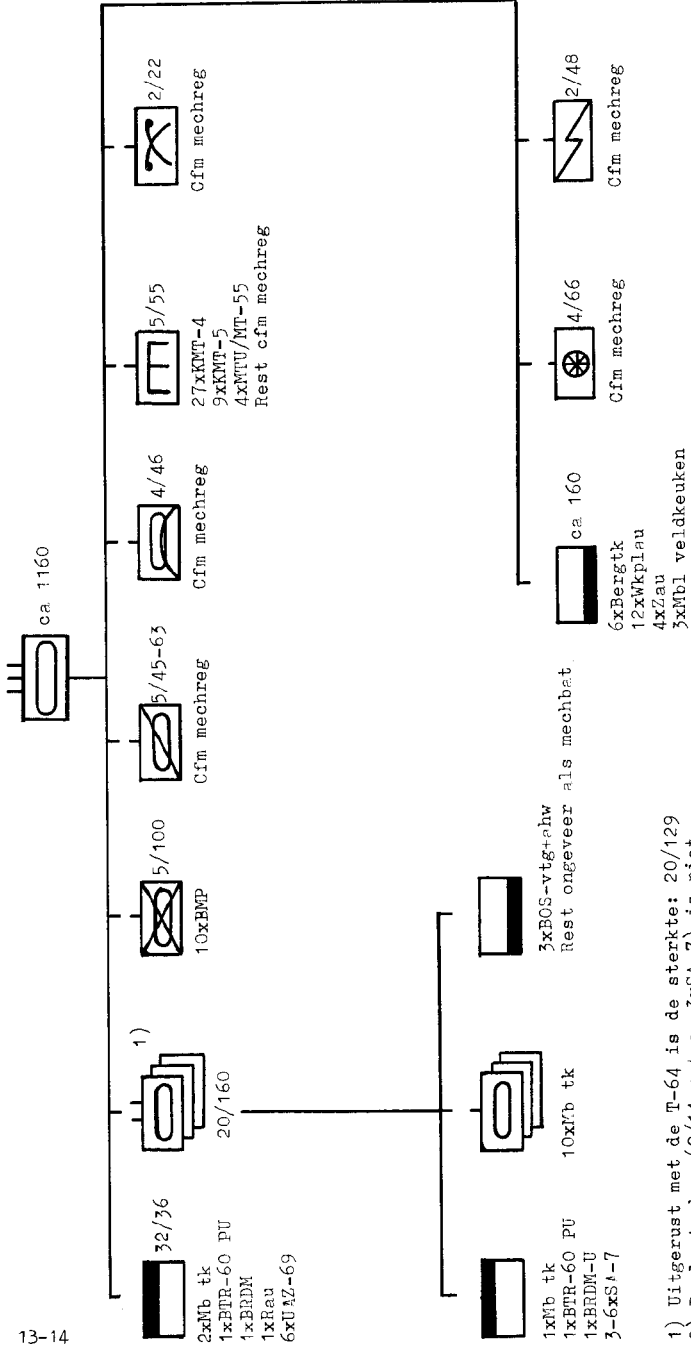 13-14
ca 1160
32/36
2xMb tk
1xBTR-60 PU
1xBRDM
1xRau
6xUAZ-69
1)
20/160
5/100
10xBMP
5/45-63
Cfm mechreg
4/46
Cfm mechreg
5/55
27xKMT-4
9xKMT-5
4xMTU/MT-55
Rest cfm mechreg
2/22
Cfm mechreg
1xMb tk
1xBTR-60 PU
1xBRDM-U
3-6xSA-7
10xMb tk
3xBOS-vtg+ahw
Rest ongeveer als mechbat
ca 160
6xBergtk
12xWkplau
4xZau
3xMbl veldkeuken
4/66
Cfm mechreg
2/48
Cfm mechreg
1) Uitgerust met de T-64 is de sterkte: 20/129